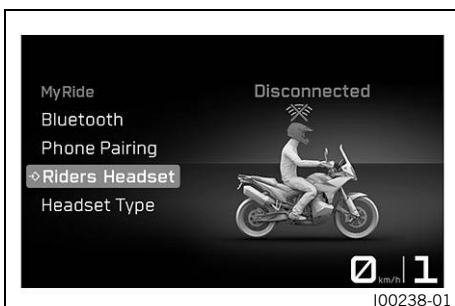 MyRide
Disconnected
Bluetooth
Phone Pairing
Riders Headset
Headset Type
0 km/h 1
I00238-01